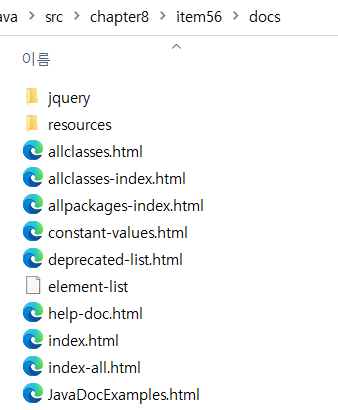 ava > src > chapter8 > item56 > docs
이름
jquery
resources
allclasses.html
allclasses-index.html
allpackages-index.html
constant-values.html
deprecated-list.html
element-list
help-doc.html
index.html
index-all.html
JavaDocExamples.html